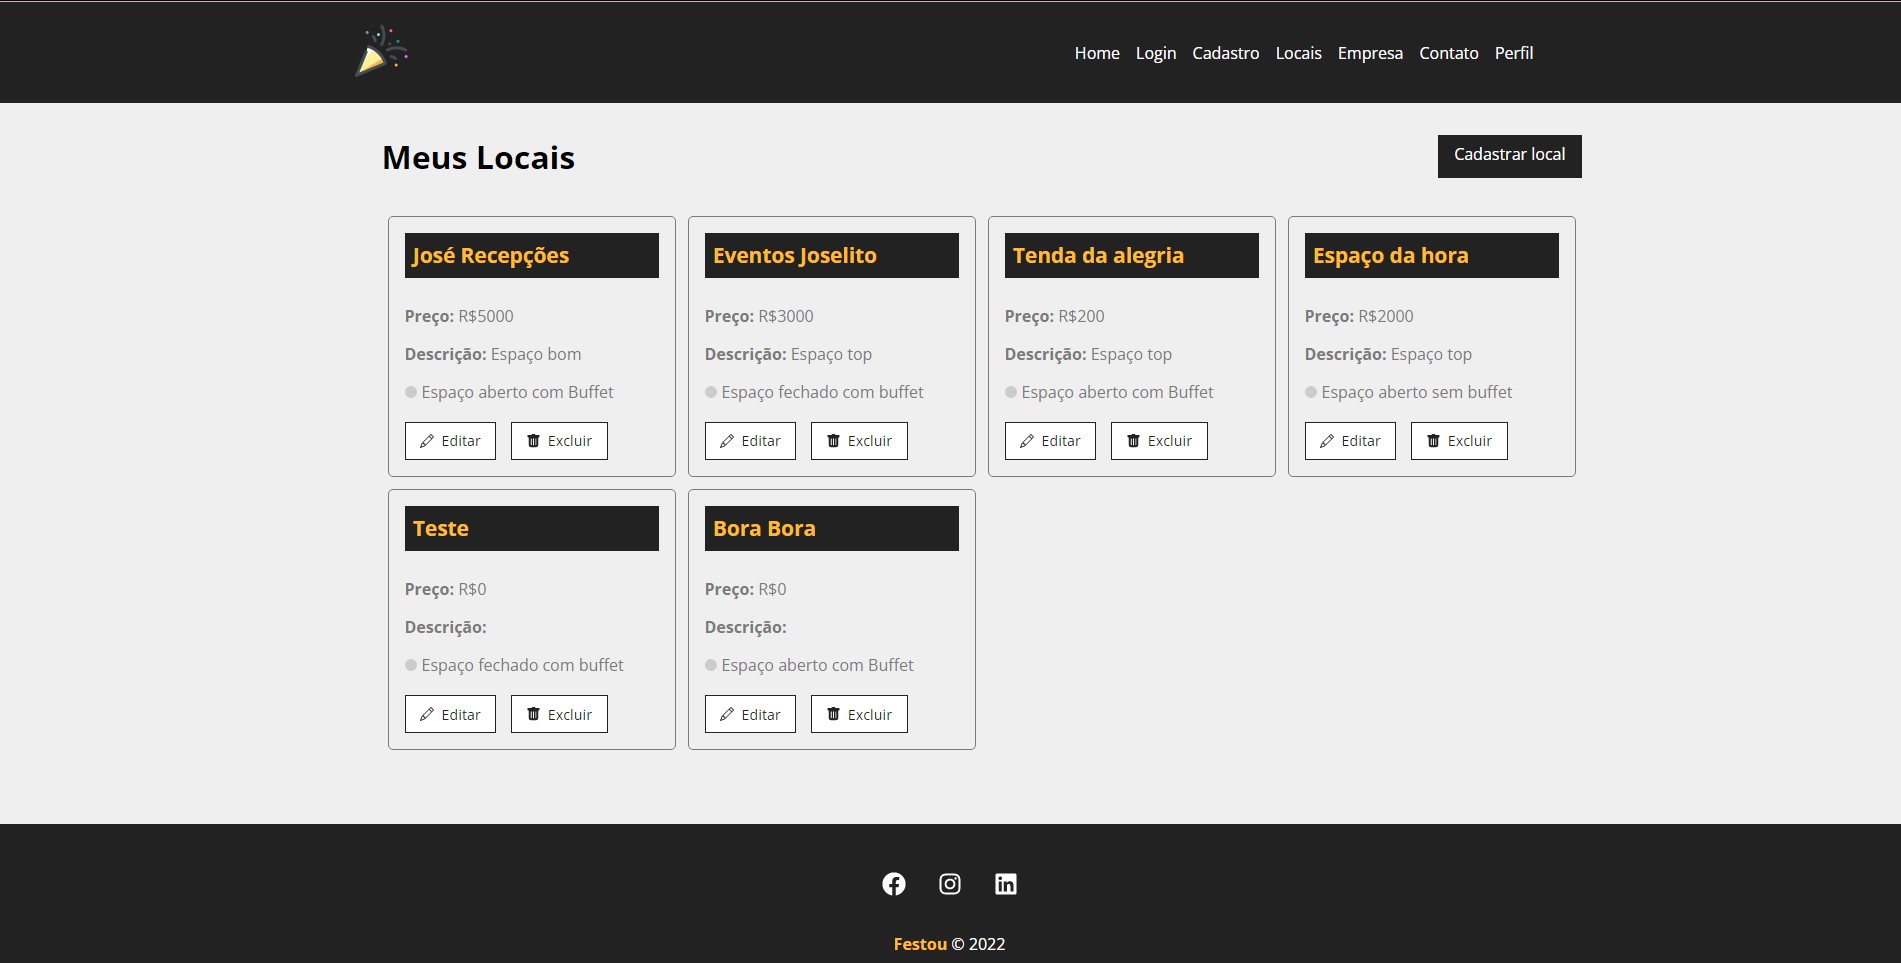 Home Login Cadastro Locais Empresa Contato Perfil
Meus Locais
Cadastrar local
José Recepções
Preço: R$5000
Descrição: Espaço bom
Espaço aberto com Buffet
Editar Excluir
Eventos Joselito
Preço: R$3000
Descrição: Espaço top
Espaço fechado com buffet
Editar Excluir
Tenda da alegria
Preço: R$200
Descrição: Espaço top
Espaço aberto com Buffet
Editar Excluir
Espaço da hora
Preço: R$2000
Descrição: Espaço top
Espaço aberto sem buffet
Editar Excluir
Teste
Preço: R$0
Descrição:
Espaço fechado com buffet
Editar Excluir
Bora Bora
Preço: R$0
Descrição:
Espaço aberto com Buffet
Editar Excluir
Festou © 2022